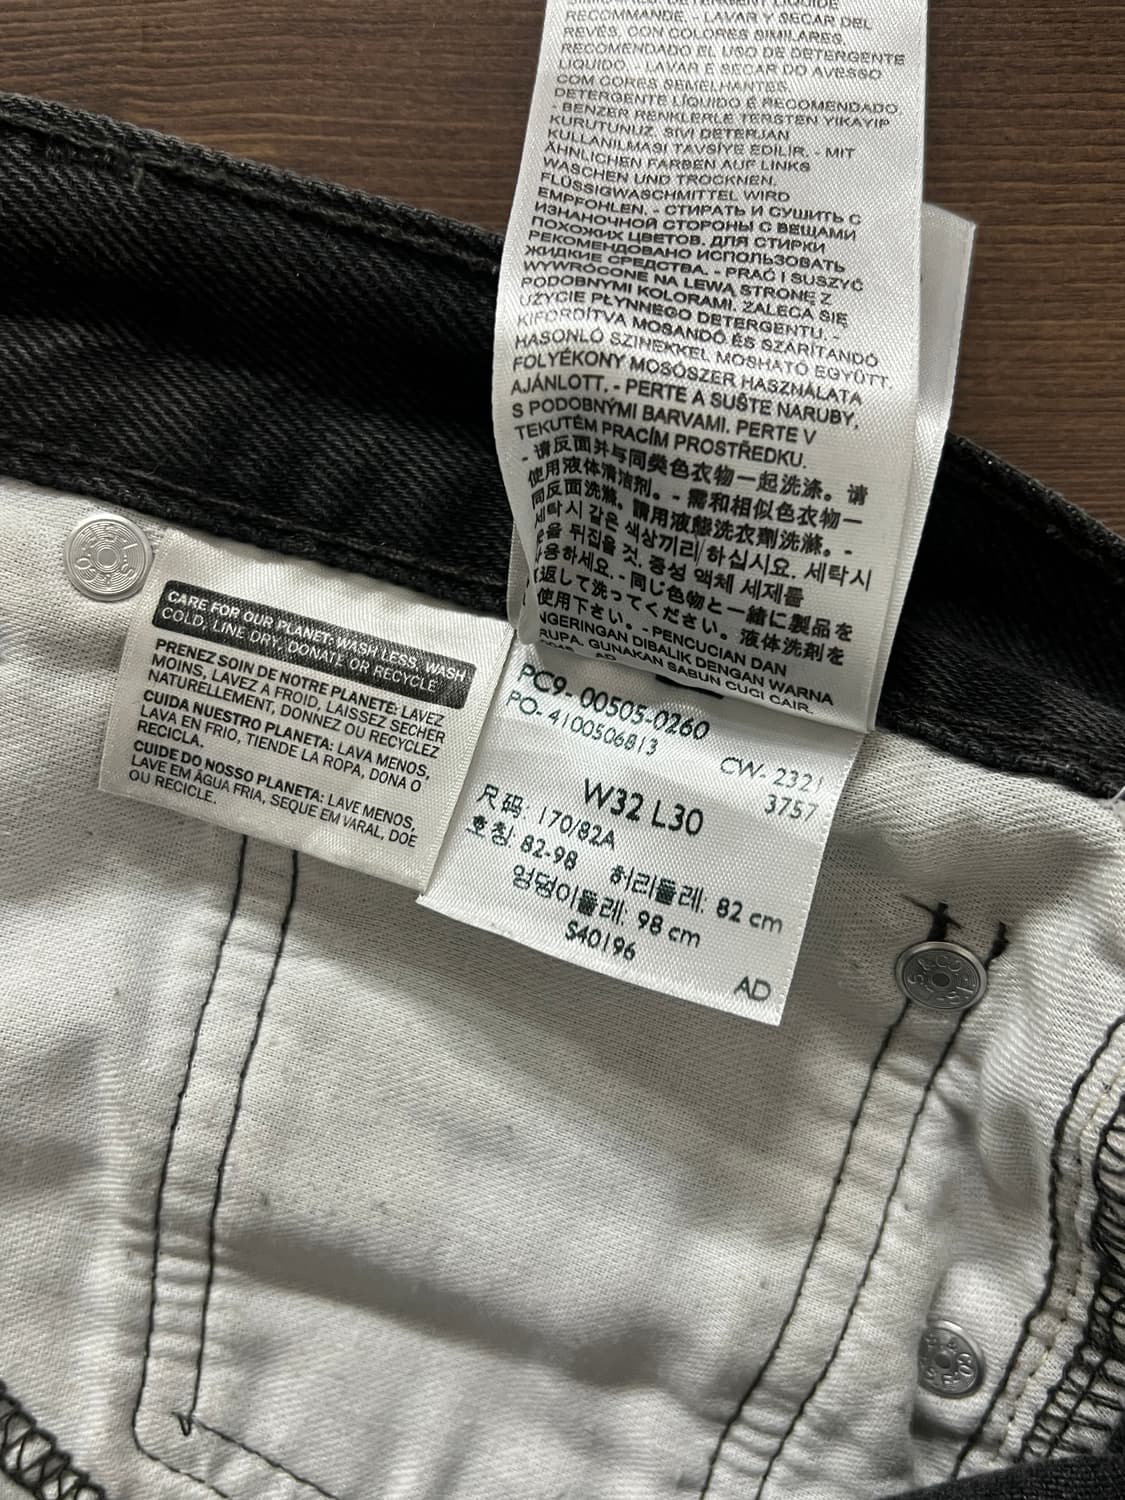 RECOMMANDE. - LAVAR Y SECAR DEL
REVÉS, CON COLORES SIMILARES,
RECOMENDADO EL USO DE DETERGENTE
LIQUIDO - LAVAR E SECAR DO AVESSO
COM CORES SEMELHANTES.
DETERGENTE LÍQUIDO É RECOMENDADO.
- BENZER RENKLERLE TERSTEN YIKAYIP
KURUTUNUZ. SIVI DETERJAN
KULLANILMASI TAVSİYE EDİLİR. - MIT
ÄHNLICHEN FARBEN AUF LINKS
WASCHEN UND TROCKNEN.
FLÜSSIGWASCHMITTEL WIRD
EMPFOHLEN. - СТИРАТЬ И СУШИТЬ С
ИЗНАНОЧНОЙ СТОРОНЫ С ВЕЩАМИ
ПОХОЖИХ ЦВЕТОВ. ДЛЯ СТИРКИ
РЕКОМЕНДОВАНО ИСПОЛЬЗОВАТЬ
ЖИДКИЕ СРЕДСТВА. - PRAĆ I SUSZYĆ
WYWRÓCONE NA LEWĄ STRONĘ Z
PODOBNYMI KOLORAMI. ZALECA SIĘ
UŻYCIE PŁYNNEGO DETERGENTU. -
KIFORDÍTVA MOSANDÓ ÉS SZÁRÍTANDÓ
HASONLÓ SZINEKKEL MOSHATÓ EGYÜTT.
FOLYÉKONY MOSÓSZER HASZNÁLATA
AJÁNLOTT. - PERTE A SUŠTE NARUBY,
S PODOBNÝMI BARVAMI. PERTE V
TEKUTÉM PRACÍM PROSTŘEDKU.
- 请反面并与同类色衣物一起洗涤。请
使用液体清洁剂。- 需和相似色衣物一
同反面洗滌。請用液態洗衣劑洗滌。-
세탁시 같은 색상끼리 하십시요. 세탁시
을 뒤집을 것. 중성 액체 세제를
용하세요. - 同じ色物と一緒に製品を
返して洗ってください。液体洗剤を
使用下さい。- PENCUCIAN DAN
NGERINGAN DIBALIK DENGAN WARNA
RUPA. GUNAKAN SABUN CUCI CAIR.
AD
CARE FOR OUR PLANET: WASH LESS, WASH
COLD, LINE DRY, DONATE OR RECYCLE
PRENEZ SOIN DE NOTRE PLANETE: LAVEZ
MOINS, LAVEZ A FROID, LAISSEZ SECHER
NATURELLEMENT, DONNEZ OU RECYCLEZ
CUIDA NUESTRO PLANETA: LAVA MENOS,
LAVA EN FRIO, TIENDE LA ROPA, DONA O
RECICLA.
CUIDE DO NOSSO PLANETA: LAVE MENOS,
LAVE EM ÁGUA FRIA, SEQUE EM VARAL, DOE
OU RECICLE.
PC9- 00505-0260
PO- 4100506813
CW- 2321
3757
W32 L30
尺码: 170/82A
호칭: 82-98 허리둘레: 82 cm
엉덩이둘레: 98 cm
S40196
AD